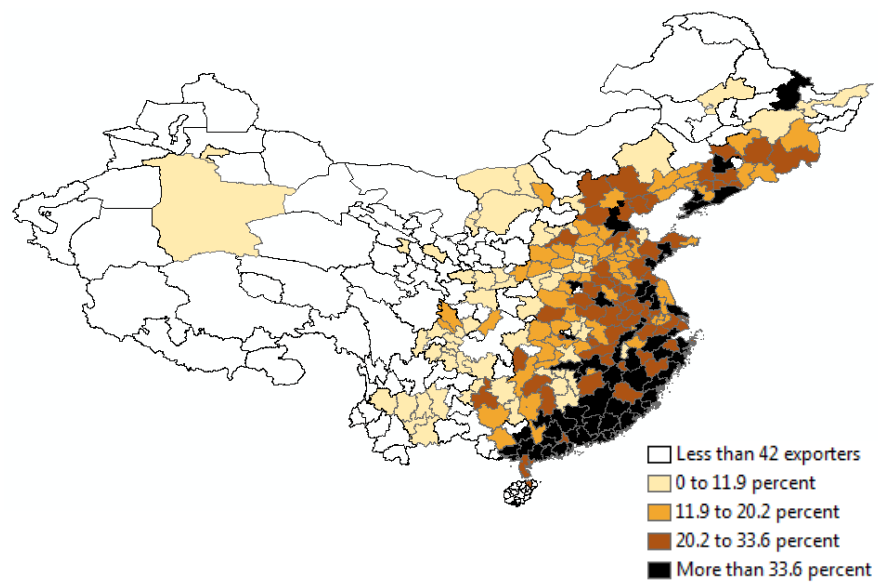 Less than 42 exporters
0 to 11.9 percent
11.9 to 20.2 percent
20.2 to 33.6 percent
More than 33.6 percent